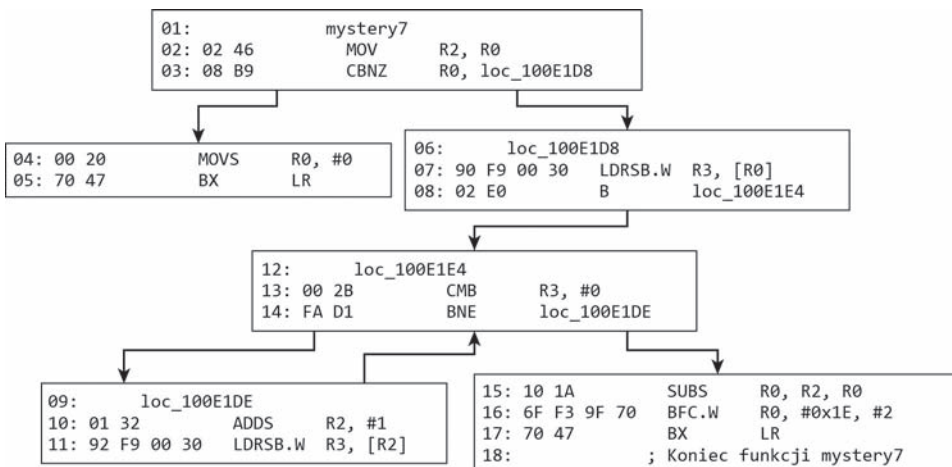 01: mystery7
02: 02 46 MOV R2, R0
03: 08 B9 CBNZ R0, loc_100E1D8
04: 00 20 MOVS R0, #0
05: 70 47 BX LR
06: loc_100E1D8
07: 90 F9 00 30 LDRSB.W R3, [R0]
08: 02 E0 B loc_100E1E4
12: loc_100E1E4
13: 00 2B CMB R3, #0
14: FA D1 BNE loc_100E1DE
09: loc_100E1DE
10: 01 32 ADDS R2, #1
11: 92 F9 00 30 LDRSB.W R3, [R2]
15: 10 1A SUBS R0, R2, R0
16: 6F F3 9F 70 BFC.W R0, #0x1E, #2
17: 70 47 BX LR
18: ; Koniec funkcji mystery7